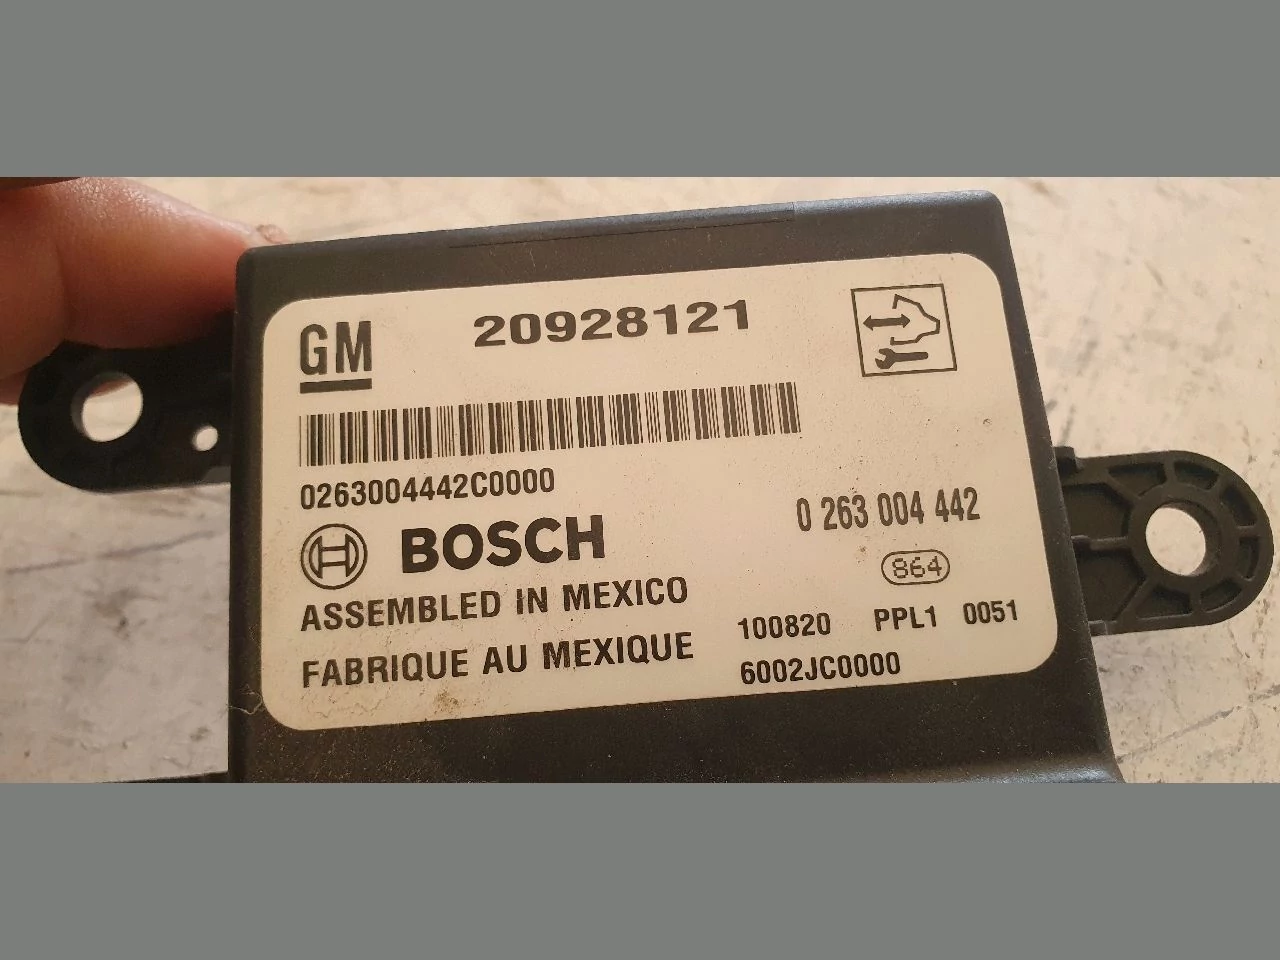 GM 20928121
0263004442C0000
BOSCH 0 263 004 442
864
ASSEMBLED IN MEXICO
FABRIQUE AU MEXIQUE
100820 PPL1 0051
6002JC0000